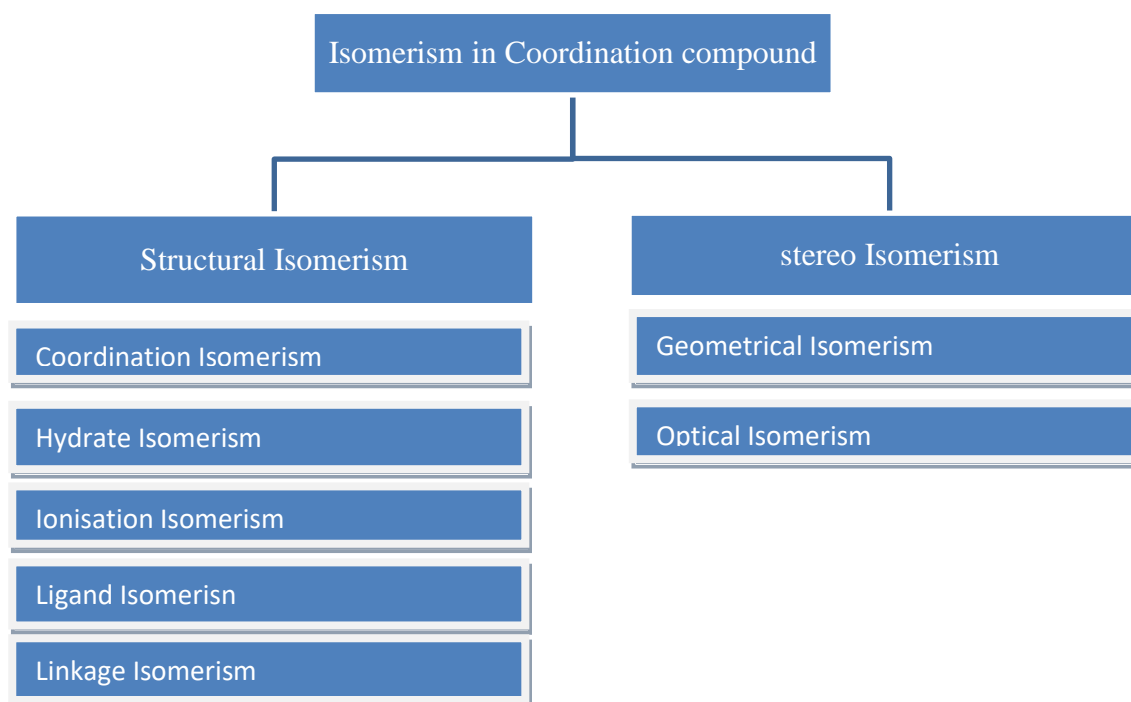 Isomerism in Coordination compound
Structural Isomerism
Coordination Isomerism
Hydrate Isomerism
Ionisation Isomerism
Ligand Isomerisn
Linkage Isomerism
stereo Isomerism
Geometrical Isomerism
Optical Isomerism